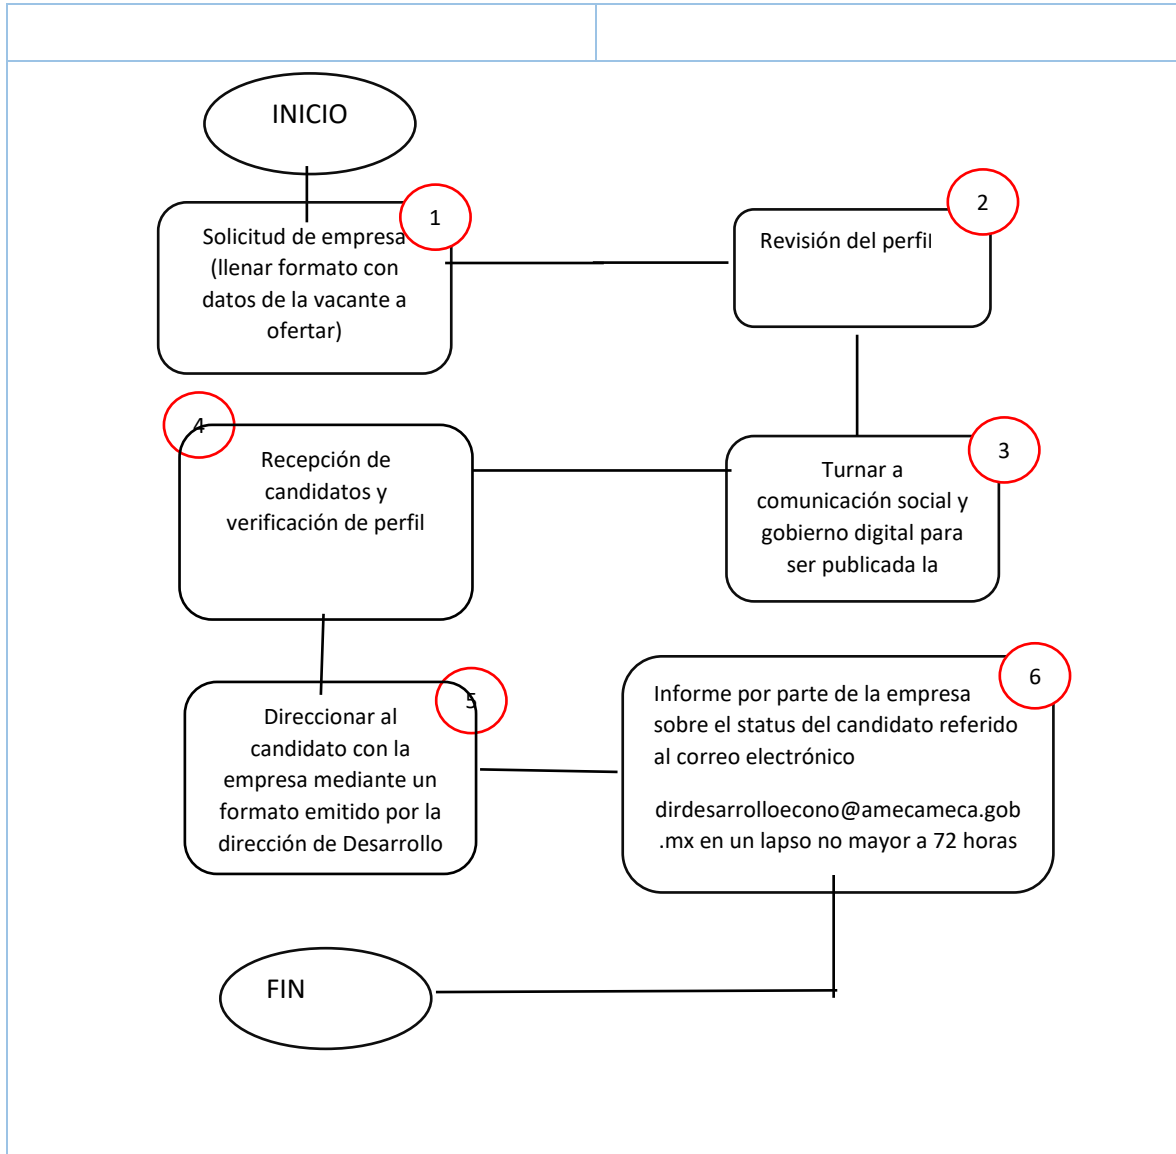 INICIO
1
Solicitud de empresa
(llenar formato con
datos de la vacante a
ofertar)
2
Revisión del perfil
3
Turnar a
comunicación social y
gobierno digital para
ser publicada la
4
Recepción de
candidatos y
verificación de perfil
5
Direccionar al
candidato con la
empresa mediante un
formato emitido por la
dirección de Desarrollo
6
Informe por parte de la empresa
sobre el status del candidato referido
al correo electrónico
dirdesarrolloecono@amecameca.gob
.mx en un lapso no mayor a 72 horas
FIN